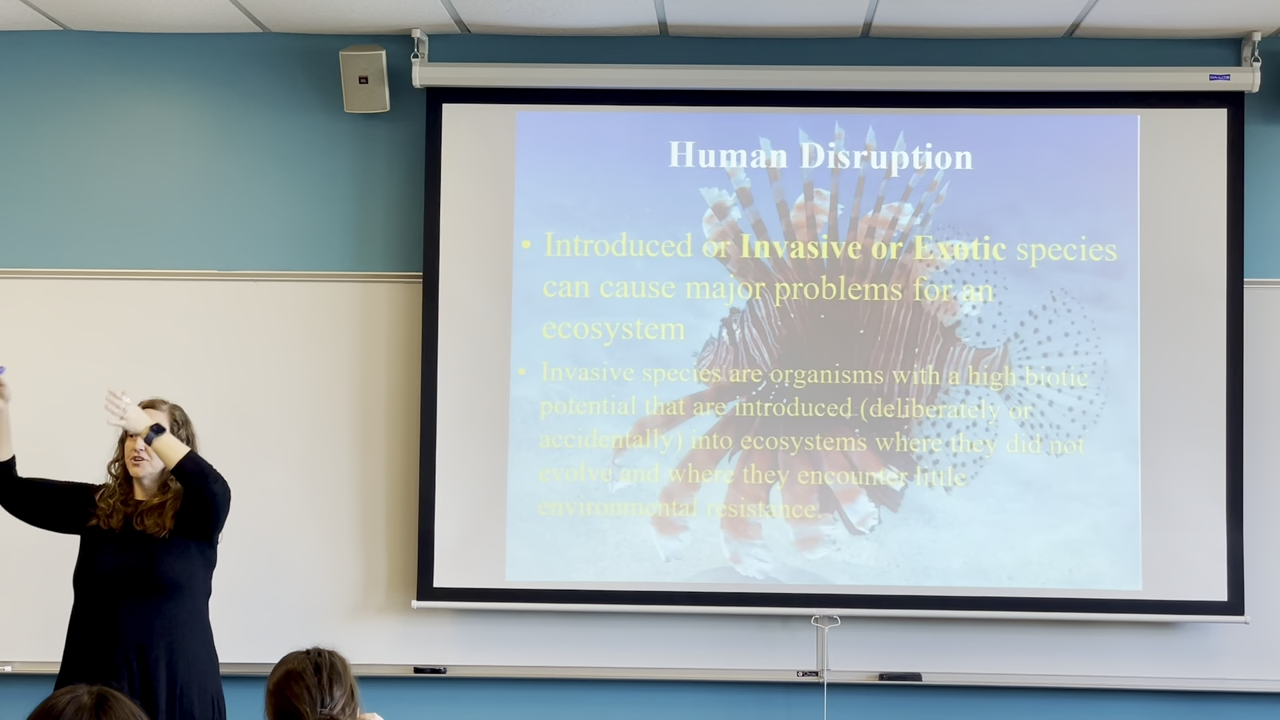 Human Disruption
• Introduced or Invasive or Exotic species
can cause major problems for an
ecosystem
• Invasive species are organisms with a high biotic
potential that are introduced (deliberately or
accidentally) into ecosystems where they did not
evolve and where they encounter little
environmental resistance.